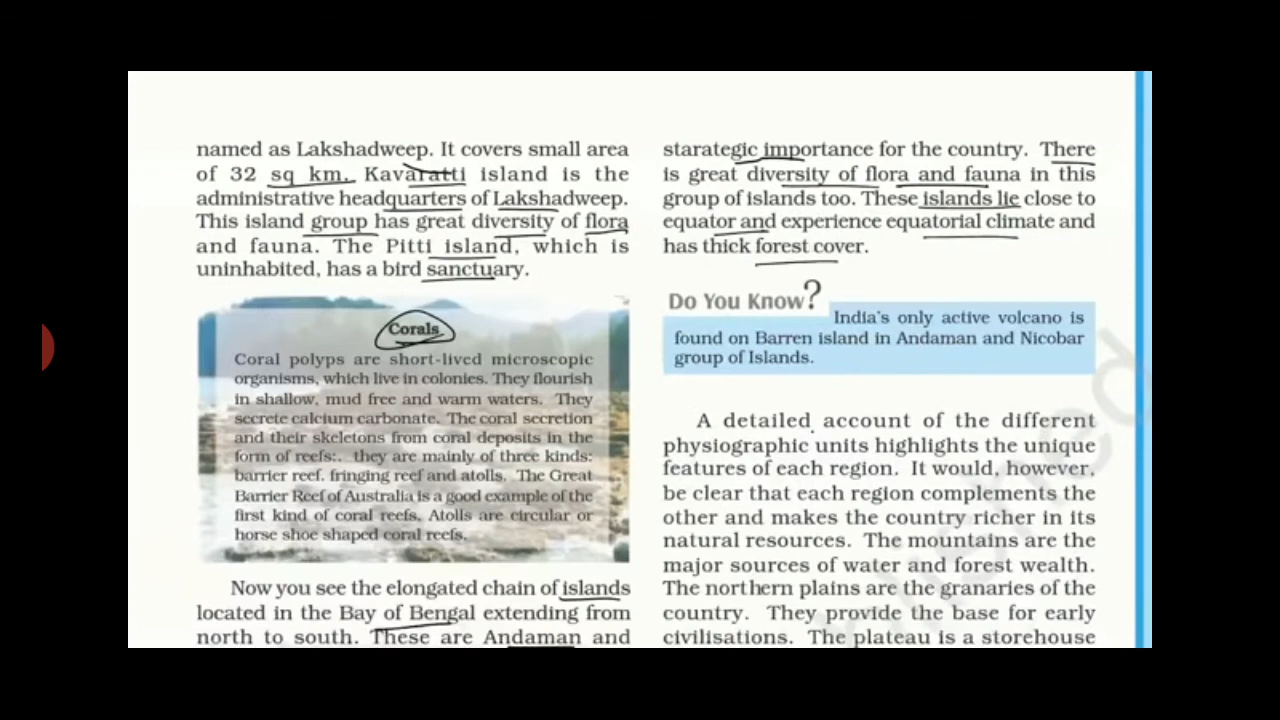 named as Lakshadweep. It covers small area
of 32 sq km. Kavaratti island is the
administrative headquarters of Lakshadweep.
This island group has great diversity of flora
and fauna. The Pitti island, which is
uninhabited, has a bird sanctuary.
Corals
Coral polyps are short-lived microscopic
organisms, which live in colonies. They flourish
in shallow, mud free and warm waters. They
secrete calcium carbonate. The coral secretion
and their skeletons from coral deposits in the
form of reefs:. they are mainly of three kinds:
barrier reef, fringing reef and atolls. The Great
Barrier Reef of Australia is a good example of the
first kind of coral reefs. Atolls are circular or
horse shoe shaped coral reefs.
Now you see the elongated chain of islands
located in the Bay of Bengal extending from
north to south. These are Andaman and
starategic importance for the country. There
is great diversity of flora and fauna in this
group of islands too. These islands lie close to
equator and experience equatorial climate and
has thick forest cover.
Do You Know?
India's only active volcano is
found on Barren island in Andaman and Nicobar
group of Islands.
A detailed account of the different
physiographic units highlights the unique
features of each region. It would, however,
be clear that each region complements the
other and makes the country richer in its
natural resources. The mountains are the
major sources of water and forest wealth.
The northern plains are the granaries of the
country. They provide the base for early
civilisations. The plateau is a storehouse